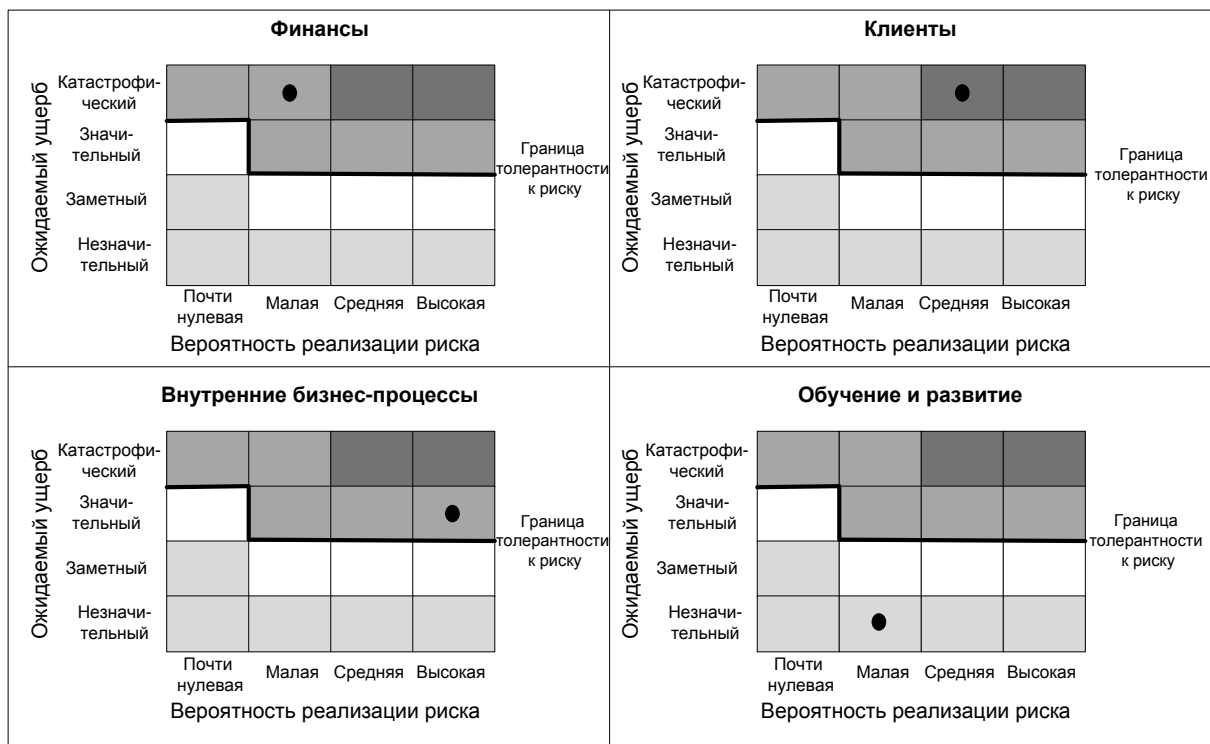 Финансы
Ожидаемый ущерб
Катастрофи-
ческий
Значи-
тельный
Заметный
Незначи-
тельный
Граница
толерантности
к риску
Почти
нулевая
Малая
Средняя
Высокая
Вероятность реализации риска
Клиенты
Ожидаемый ущерб
Катастрофи-
ческий
Значи-
тельный
Заметный
Незначи-
тельный
Граница
толерантности
к риску
Почти
нулевая
Малая
Средняя
Высокая
Вероятность реализации риска
Внутренние бизнес-процессы
Ожидаемый ущерб
Катастрофи-
ческий
Значи-
тельный
Заметный
Незначи-
тельный
Граница
толерантности
к риску
Почти
нулевая
Малая
Средняя
Высокая
Вероятность реализации риска
Обучение и развитие
Ожидаемый ущерб
Катастрофи-
ческий
Значи-
тельный
Заметный
Незначи-
тельный
Граница
толерантности
к риску
Почти
нулевая
Малая
Средняя
Высокая
Вероятность реализации риска